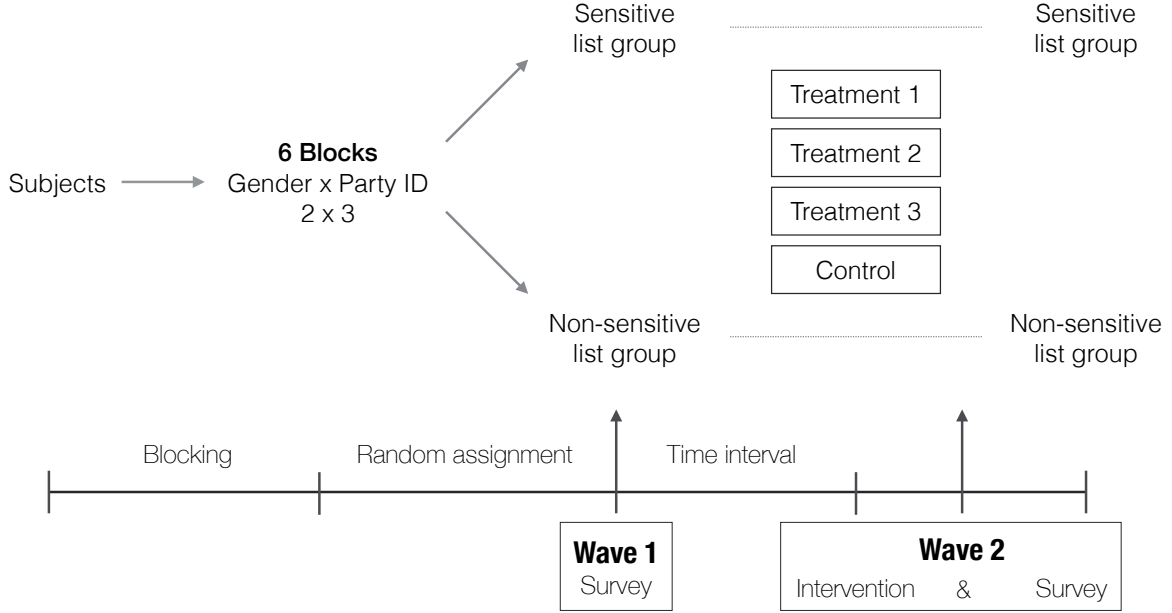 Subjects
6 Blocks
Gender x Party ID
2 x 3
Sensitive
list group
Non-sensitive
list group
Treatment 1
Treatment 2
Treatment 3
Control
Sensitive
list group
Non-sensitive
list group
Blocking
Random assignment
Time interval
Wave 1
Survey
Wave 2
Intervention & Survey